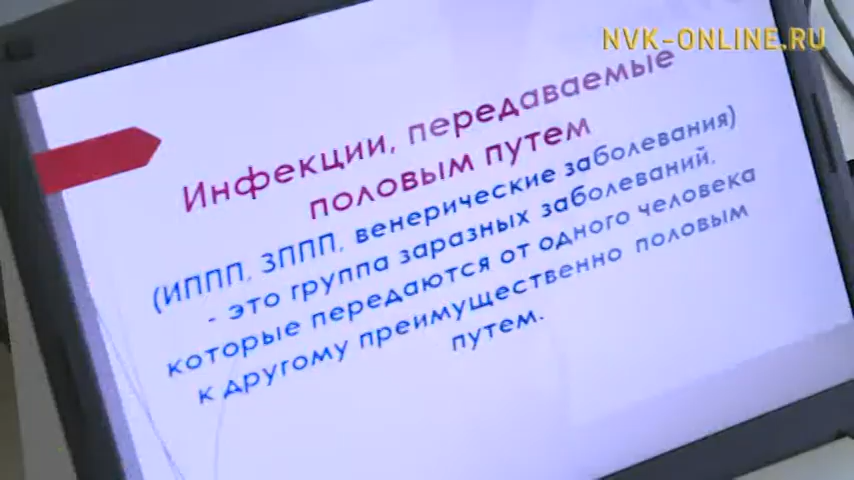 NVK-ONLINE.RU
Инфекции, передаваемые
половым путем
(ИППП, ЗППП, венерические заболевания)
- это группа заразных заболеваний,
которые передаются от одного человека
к другому преимущественно половым
путем.